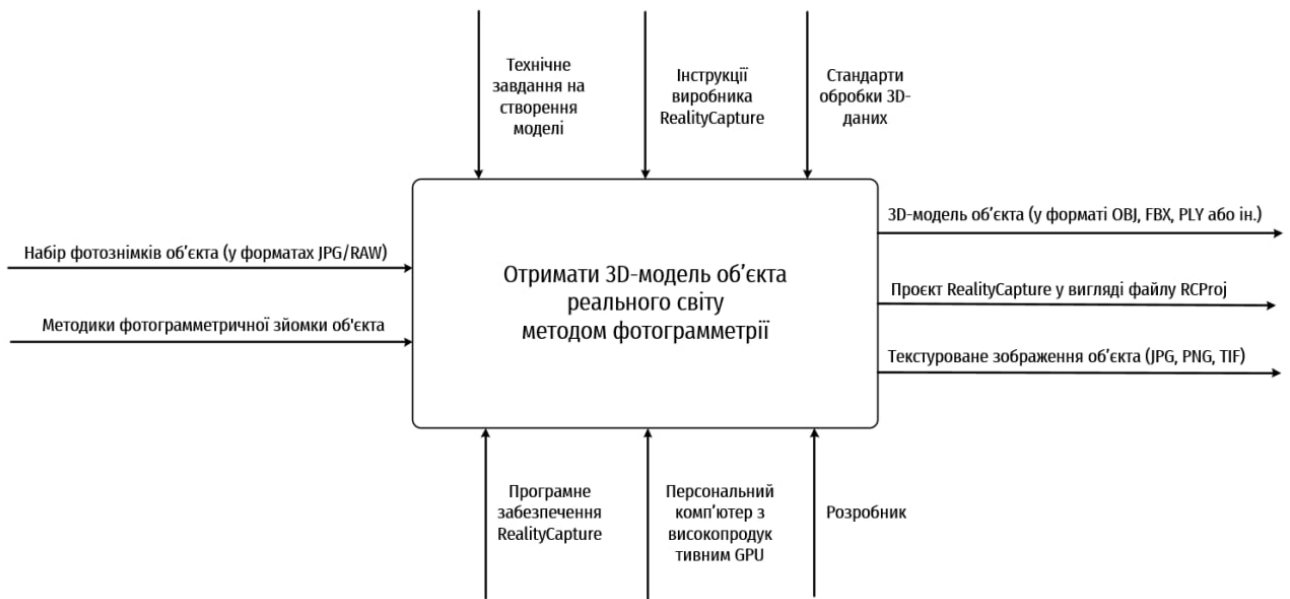 Технічне
завдання на
створення
моделі
Інструкції
виробника
RealityCapture
Стандарти
обробки 3D-
даних
Набір фотознімків об’єкта (у форматах JPG/RAW)
Методики фотограмметричної зйомки об'єкта
Отримати 3D-модель об’єкта
реального світу
методом фотограмметрії
3D-модель об’єкта (у форматі OBJ, FBX, PLY або ін.)
Проєкт RealityCapture у вигляді файлу RCProj
Текстуроване зображення об’єкта (JPG, PNG, TIF)
Програмне
забезпечення
RealityCapture
Персональний
комп’ютер з
високопродук
тивним GPU
Розробник